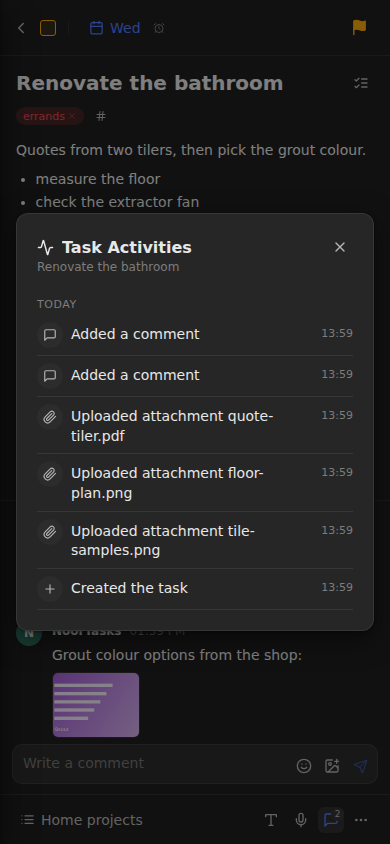 Wed
Renovate the bathroom
errands ×
#
Quotes from two tilers, then pick the grout colour.
• measure the floor
• check the extractor fan
Task Activities
Renovate the bathroom
TODAY
Added a comment 13:59
Added a comment 13:59
Uploaded attachment quote- 13:59
tiler.pdf
Uploaded attachment floor- 13:59
plan.png
Uploaded attachment tile- 13:59
samples.png
Created the task 13:59
N
01:59 PM
Grout colour options from the shop:
Write a comment
Home projects
2